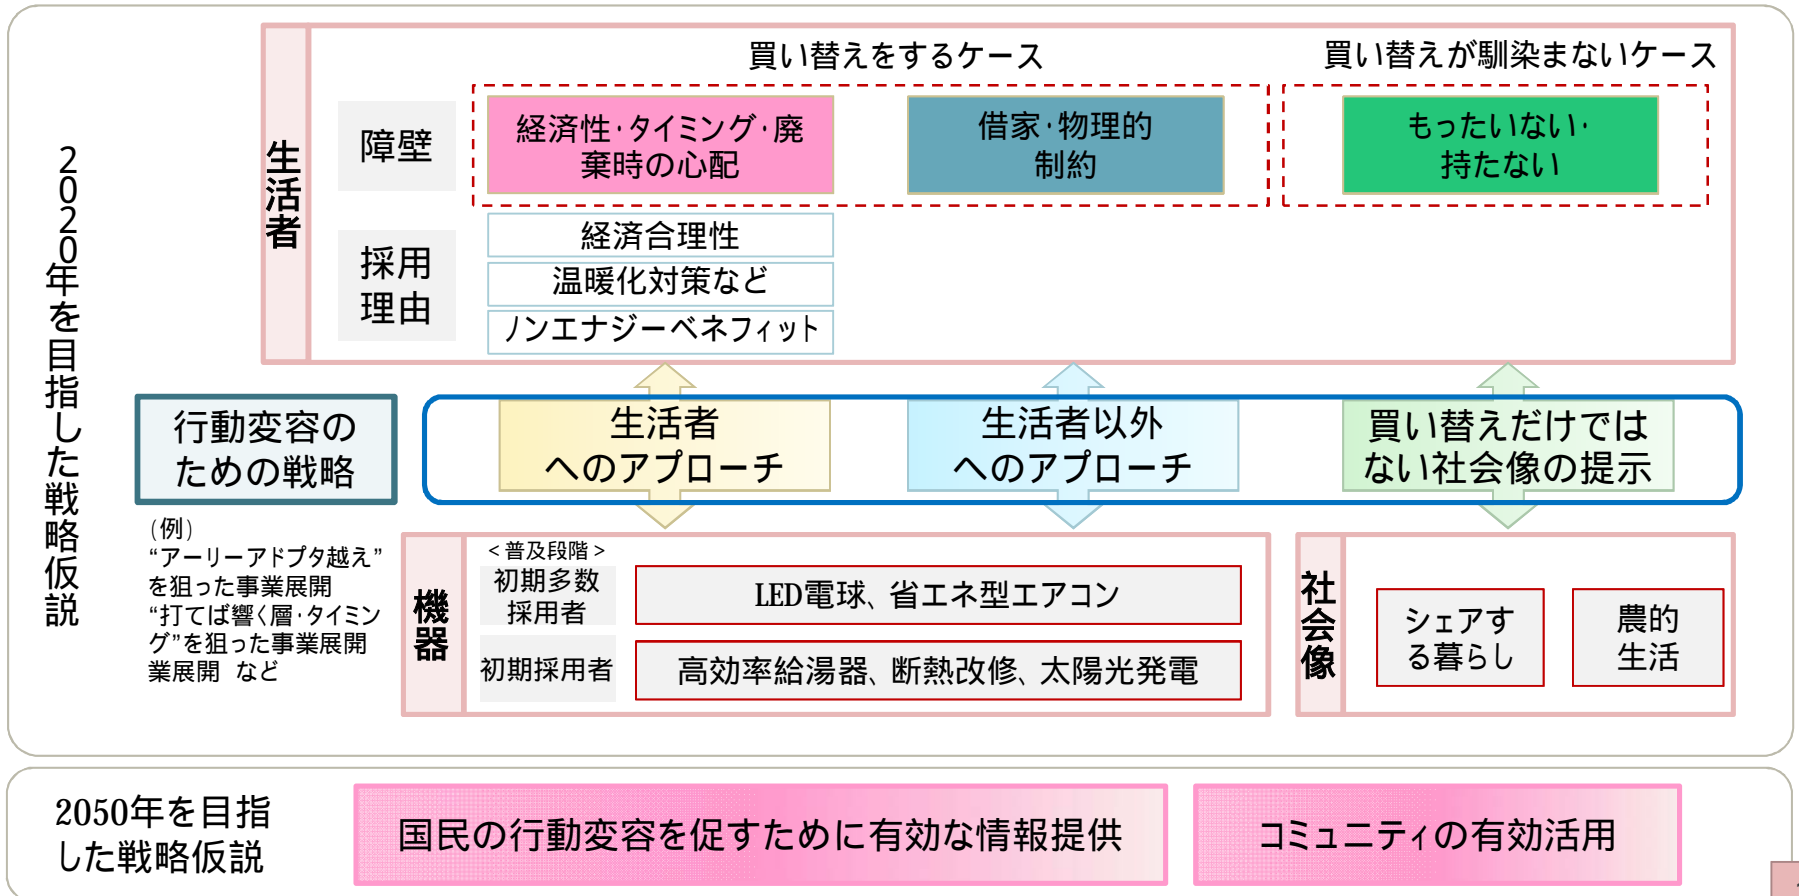 2020年を目指した戦略仮説
生活者
買い替えをするケース
買い替えが馴染まないケース
障壁
経済性・タイミング・廃
棄時の心配
借家・物理的
制約
もったいない・
持たない
採用
理由
経済合理性
温暖化対策など
ノンエナジーベネフィット
行動変容の
ための戦略
生活者
へのアプローチ
生活者以外
へのアプローチ
買い替えだけでは
ない社会像の提示
(例)
“アーリーアドプタ越え”
を狙った事業展開
“打てば響く層・タイミン
グ”を狙った事業展開
業展開 など
機器
<普及段階>
初期多数
採用者
LED電球、省エネ型エアコン
初期採用者
高効率給湯器、断熱改修、太陽光発電
社会像
シェアす
る暮らし
農的
生活
2050年を目指
した戦略仮説
国民の行動変容を促すために有効な情報提供
コミュニティの有効活用